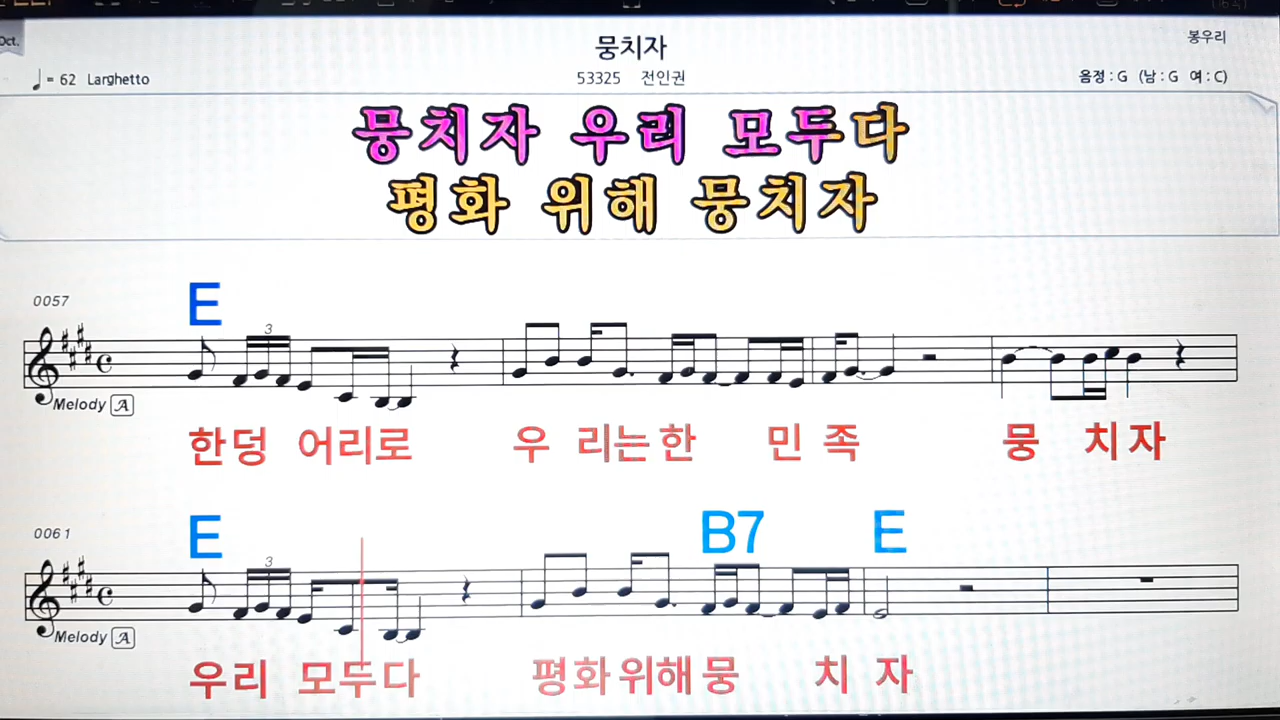 Oct.
뭉치자
봉우리
♩= 62 Larghetto
53325 전인권
음정 : G (남 : G 여 : C)
뭉치자 우리 모두다
평화 위해 뭉치자
0057
E
3
Melody A
한덩 어리로 우 리는한 민 족 뭉 치자
0061
E B7 E
3
Melody A
우리 모두다 평화위해뭉 치 자